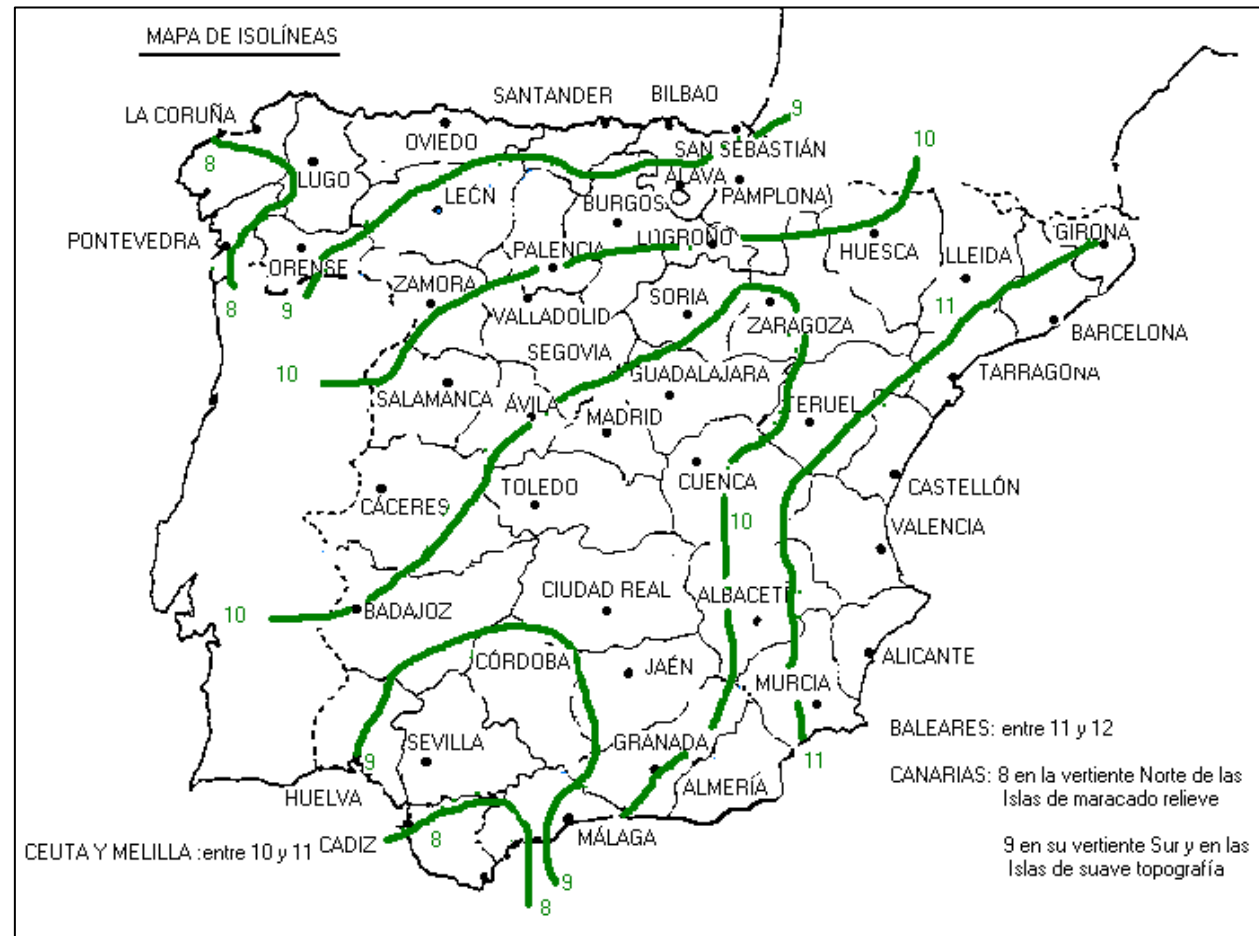 MAPA DE ISOLÍNEAS
SANTANDER
BILBAO
LA CORUÑA
OVIEDO
9
SAN SEBASTIÁN
10
8
LUGO
ALAVA
LEÓN
PAMPLONA
BURGOS
PONTEVEDRA
ORENSE
PALENCIA
LOGROÑO
HUESCA
GIRONA
LLEIDA
ZAMORA
8
9
SORIA
11
VALLADOLID
ZARAGOZA
BARCELONA
SEGOVIA
10
GUADALAJARA
TARRAGONA
SALAMANCA
ÁVILA
MADRID
TERUEL
CUENCA
CASTELLÓN
TOLEDO
CÁCERES
10
VALENCIA
CIUDAD REAL
ALBACETE
10
BADAJOZ
CÓRDOBA
JAÉN
ALICANTE
MURCIA
BALEARES: entre 11 y 12
SEVILLA
GRANADA
11
9
CANARIAS: 8 en la vertiente Norte de las
Islas de maracado relieve
HUELVA
ALMERÍA
CADIZ
8
MÁLAGA
CEUTA Y MELILLA :entre 10 y 11
9 en su vertiente Sur y en las
Islas de suave topografía
9
8